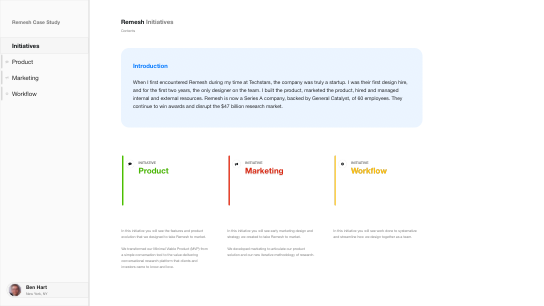 Remesh Case Study
Initiatives
Product
Marketing
Workflow
Ben Hart
New York, NY
Remesh Initiatives
Contents
Introduction
When I first encountered Remesh during my time at Techstars, the company was truly a startup. I was their first design hire,
and for the first two years, the only designer on the team. I built the product, marketed the product, hired and managed
internal and external resources. Remesh is now a Series A company, backed by General Catalyst, of 60 employees. They
continue to win awards and disrupt the $47 billion research market.
INITIATIVE
Product
In this initiative you will see the features and product
evolution that we designed to take Remesh to market.
We transformed our Minimal Viable Product (MVP) from
a simple conversation tool to the value delivering
conversational research platform that clients and
investors came to know and love.
INITIATIVE
Marketing
In this initiative you will see early marketing design and
strategy we created to take Remesh to market.
We developed marketing to articulate our product
solution and our new iterative methodology of research.
INITIATIVE
Workflow
In this initiative you will see work done to systematize
and streamline how we design together as a team.